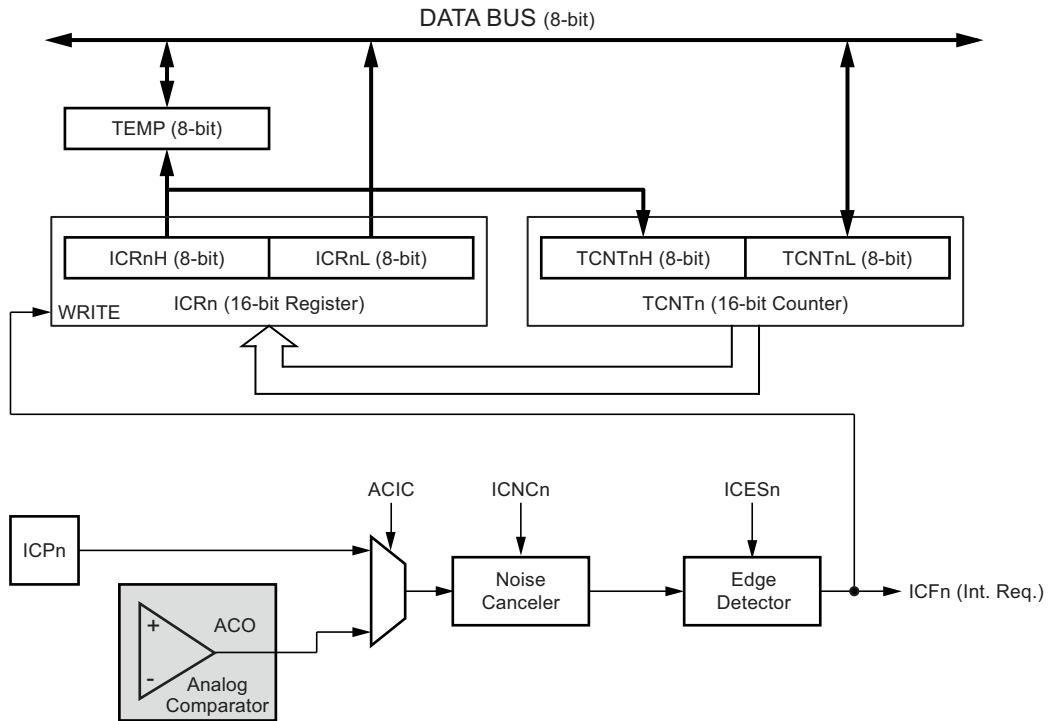 DATA BUS (8-bit)
TEMP (8-bit)
ICRnH (8-bit)
ICRnL (8-bit)
TCNTnH (8-bit)
TCNTnL (8-bit)
WRITE
ICRn (16-bit Register)
TCNTn (16-bit Counter)
ACIC
ICNCn
ICESn
ICPn
Noise
Canceler
Edge
Detector
ICFn (Int. Req.)
+
ACO
-
Analog
Comparator